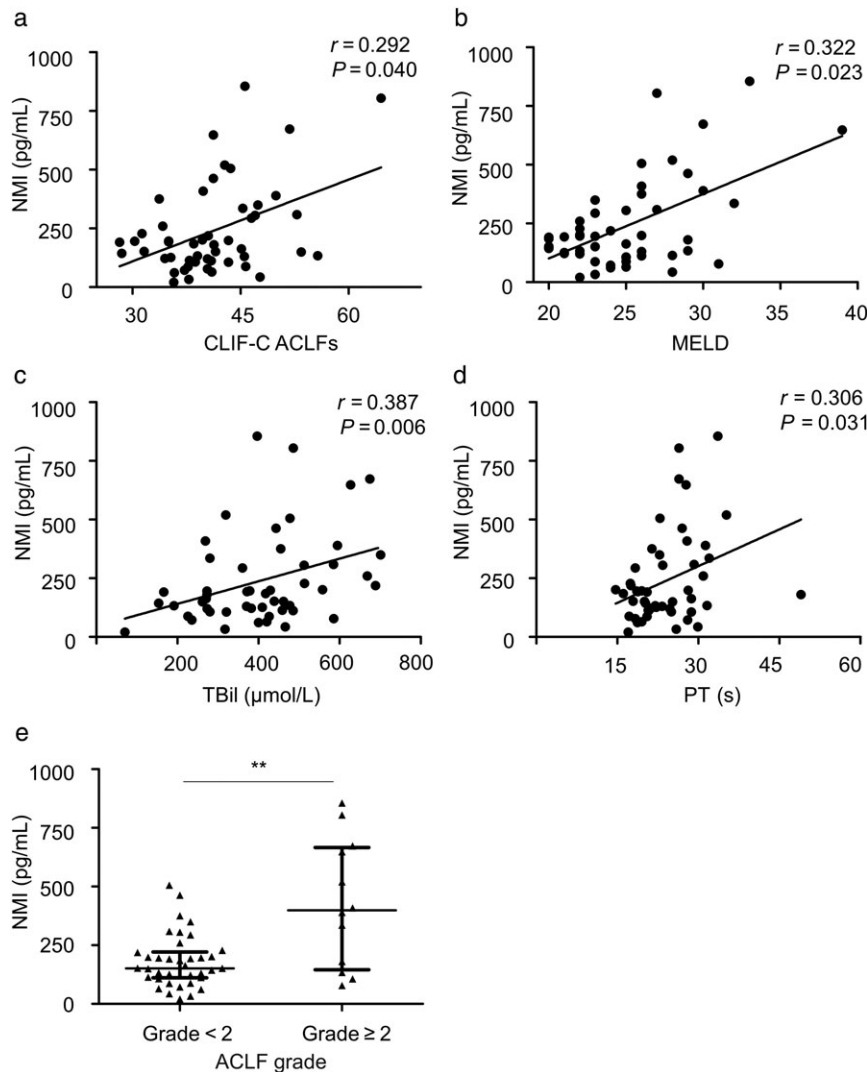 a
r = 0.292
P = 0.040
NMI (pg/mL)
1000
750
500
250
0
30 45 60
CLIF-C ACLFs
b
r = 0.322
P = 0.023
NMI (pg/mL)
1000
750
500
250
0
20 25 30 35 40
MELD
c
r = 0.387
P = 0.006
NMI (pg/mL)
1000
750
500
250
0
200 400 600 800
TBil (µmol/L)
d
r = 0.306
P = 0.031
NMI (pg/mL)
1000
750
500
250
0
15 30 45 60
PT (s)
e
**
NMI (pg/mL)
1000
750
500
250
0
Grade < 2 Grade ≥ 2
ACLF grade